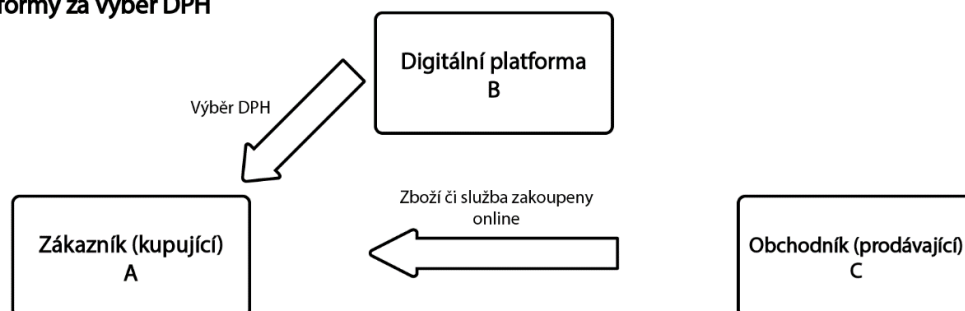 formy za výběr DPH
Digitální platforma
B
Výběr DPH
Zboží či služba zakoupeny
online
Zákazník (kupující)
A
Obchodník (prodávající)
C